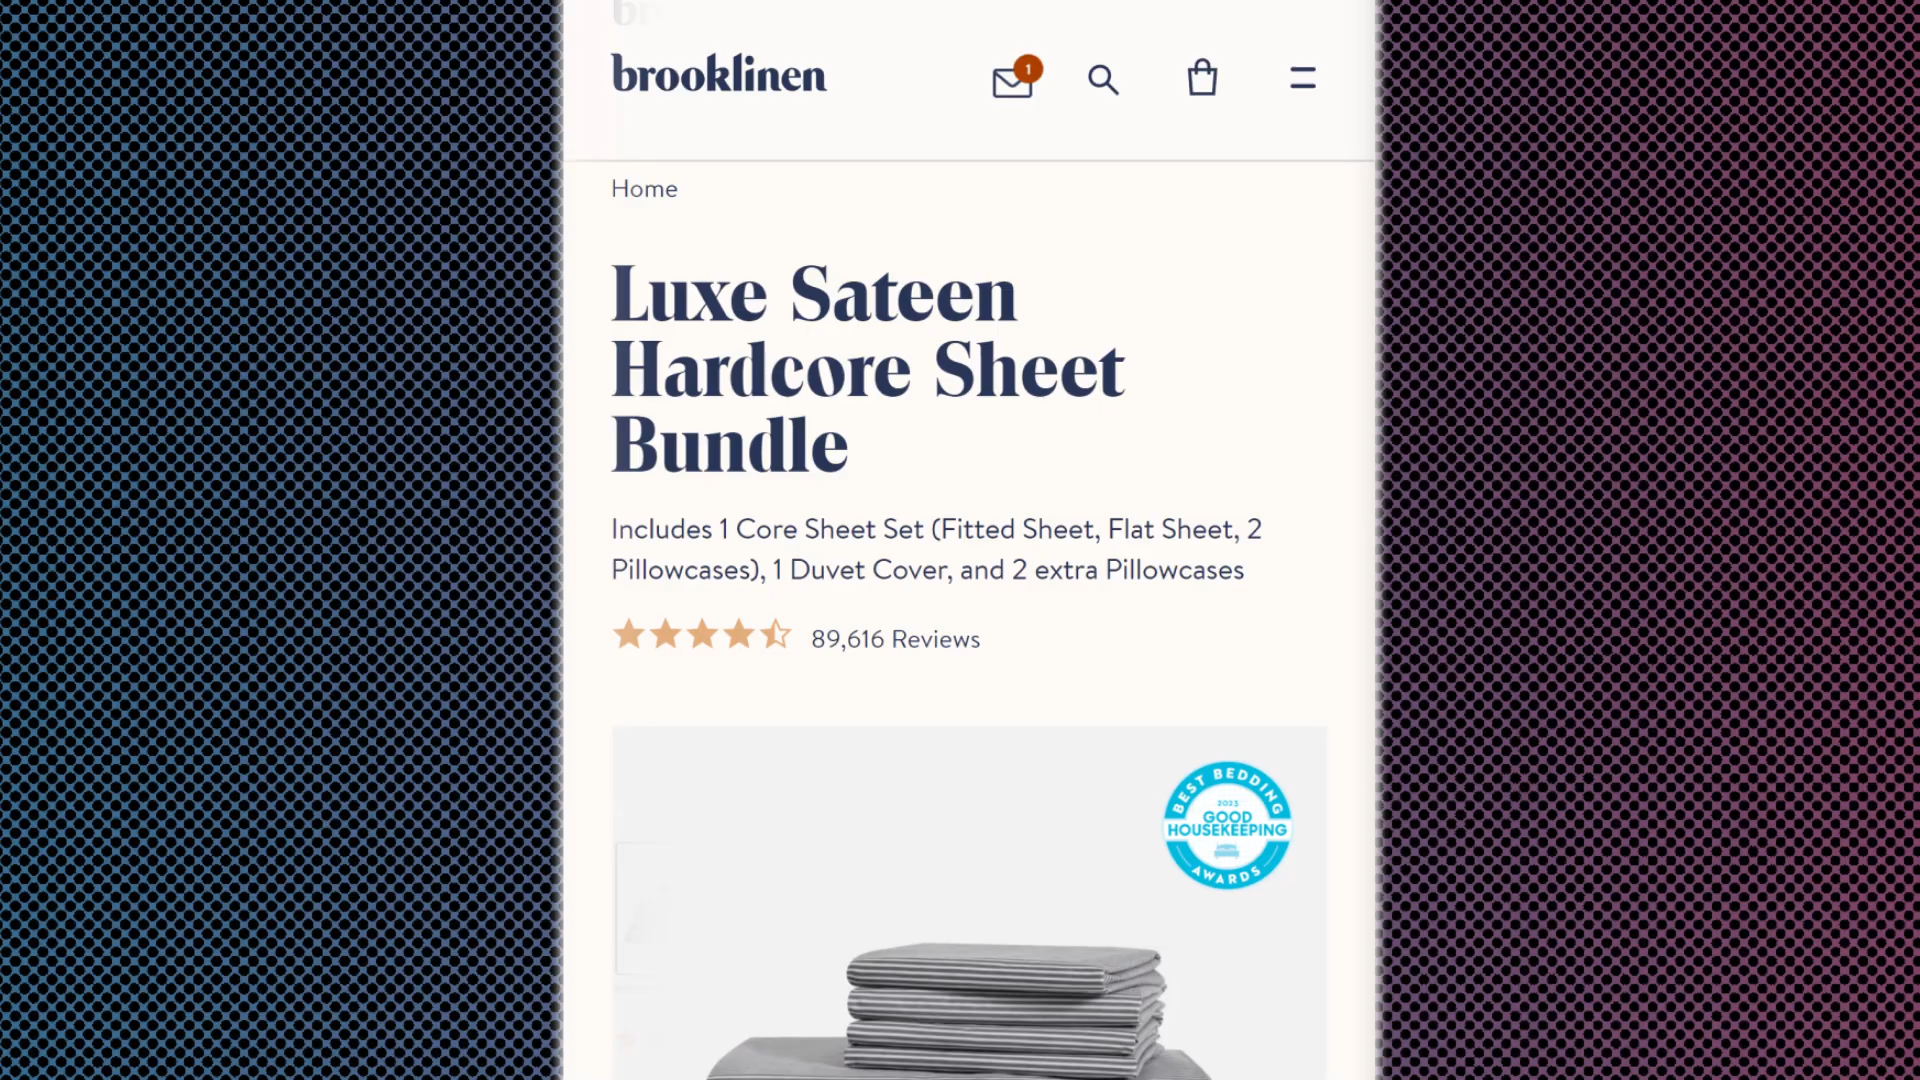 brooklinen
1
Home
Luxe Sateen
Hardcore Sheet
Bundle
Includes 1 Core Sheet Set (Fitted Sheet, Flat Sheet, 2
Pillowcases), 1 Duvet Cover, and 2 extra Pillowcases
89,616 Reviews
BEST BEDDING
2023
GOOD
HOUSEKEEPING
AWARDS